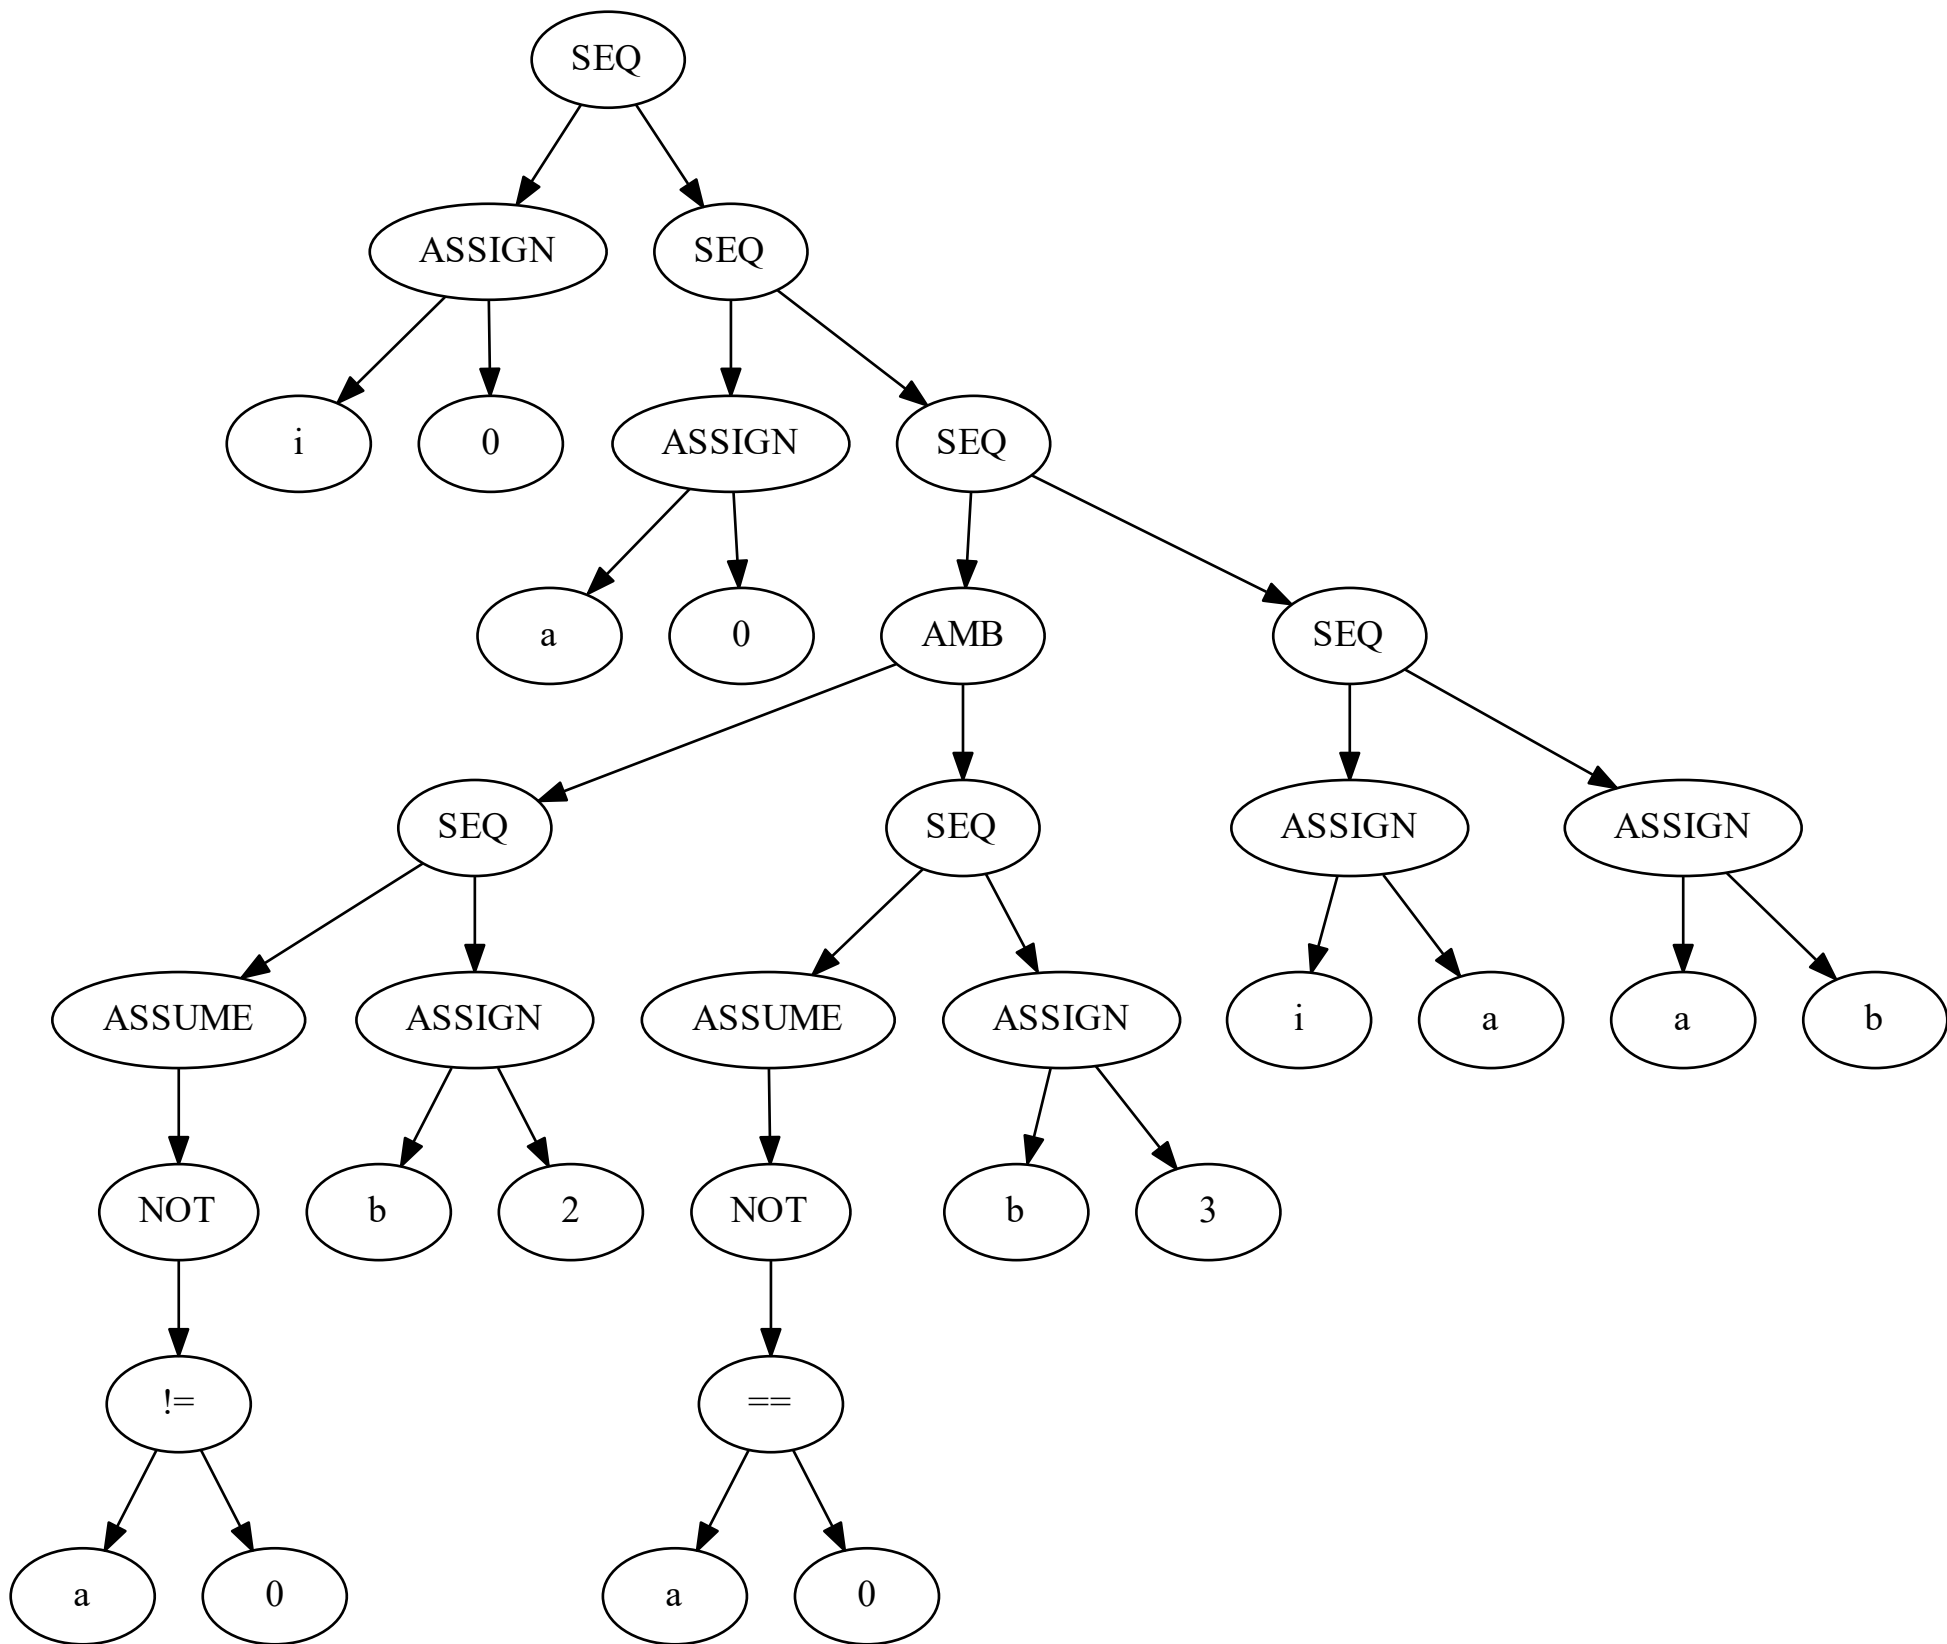 SEQ
ASSIGN SEQ
i 0 ASSIGN SEQ
a 0 AMB SEQ
SEQ SEQ ASSIGN ASSIGN
ASSUME ASSIGN ASSUME ASSIGN i a a b
NOT b 2 NOT b 3
!= ==
a 0 a 0